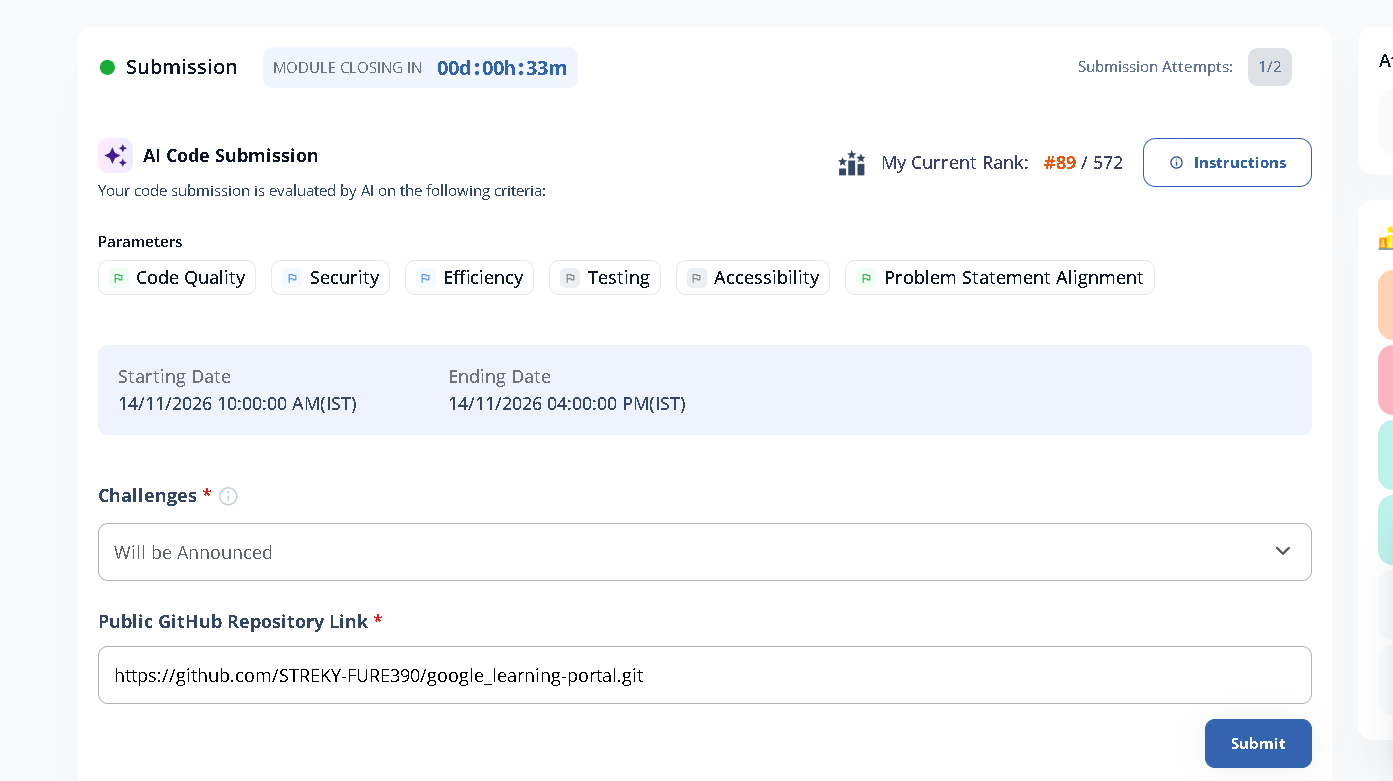 Submission MODULE CLOSING IN 00d:00h:33m Submission Attempts: 1/2
AI Code Submission My Current Rank: #89 / 572 Instructions
Your code submission is evaluated by AI on the following criteria:
Parameters
Code Quality Security Efficiency Testing Accessibility Problem Statement Alignment
Starting Date Ending Date
14/11/2026 10:00:00 AM(IST) 14/11/2026 04:00:00 PM(IST)
Challenges *
Will be Announced
Public GitHub Repository Link *
https://github.com/STREKY-FURE390/google_learning-portal.git
Submit